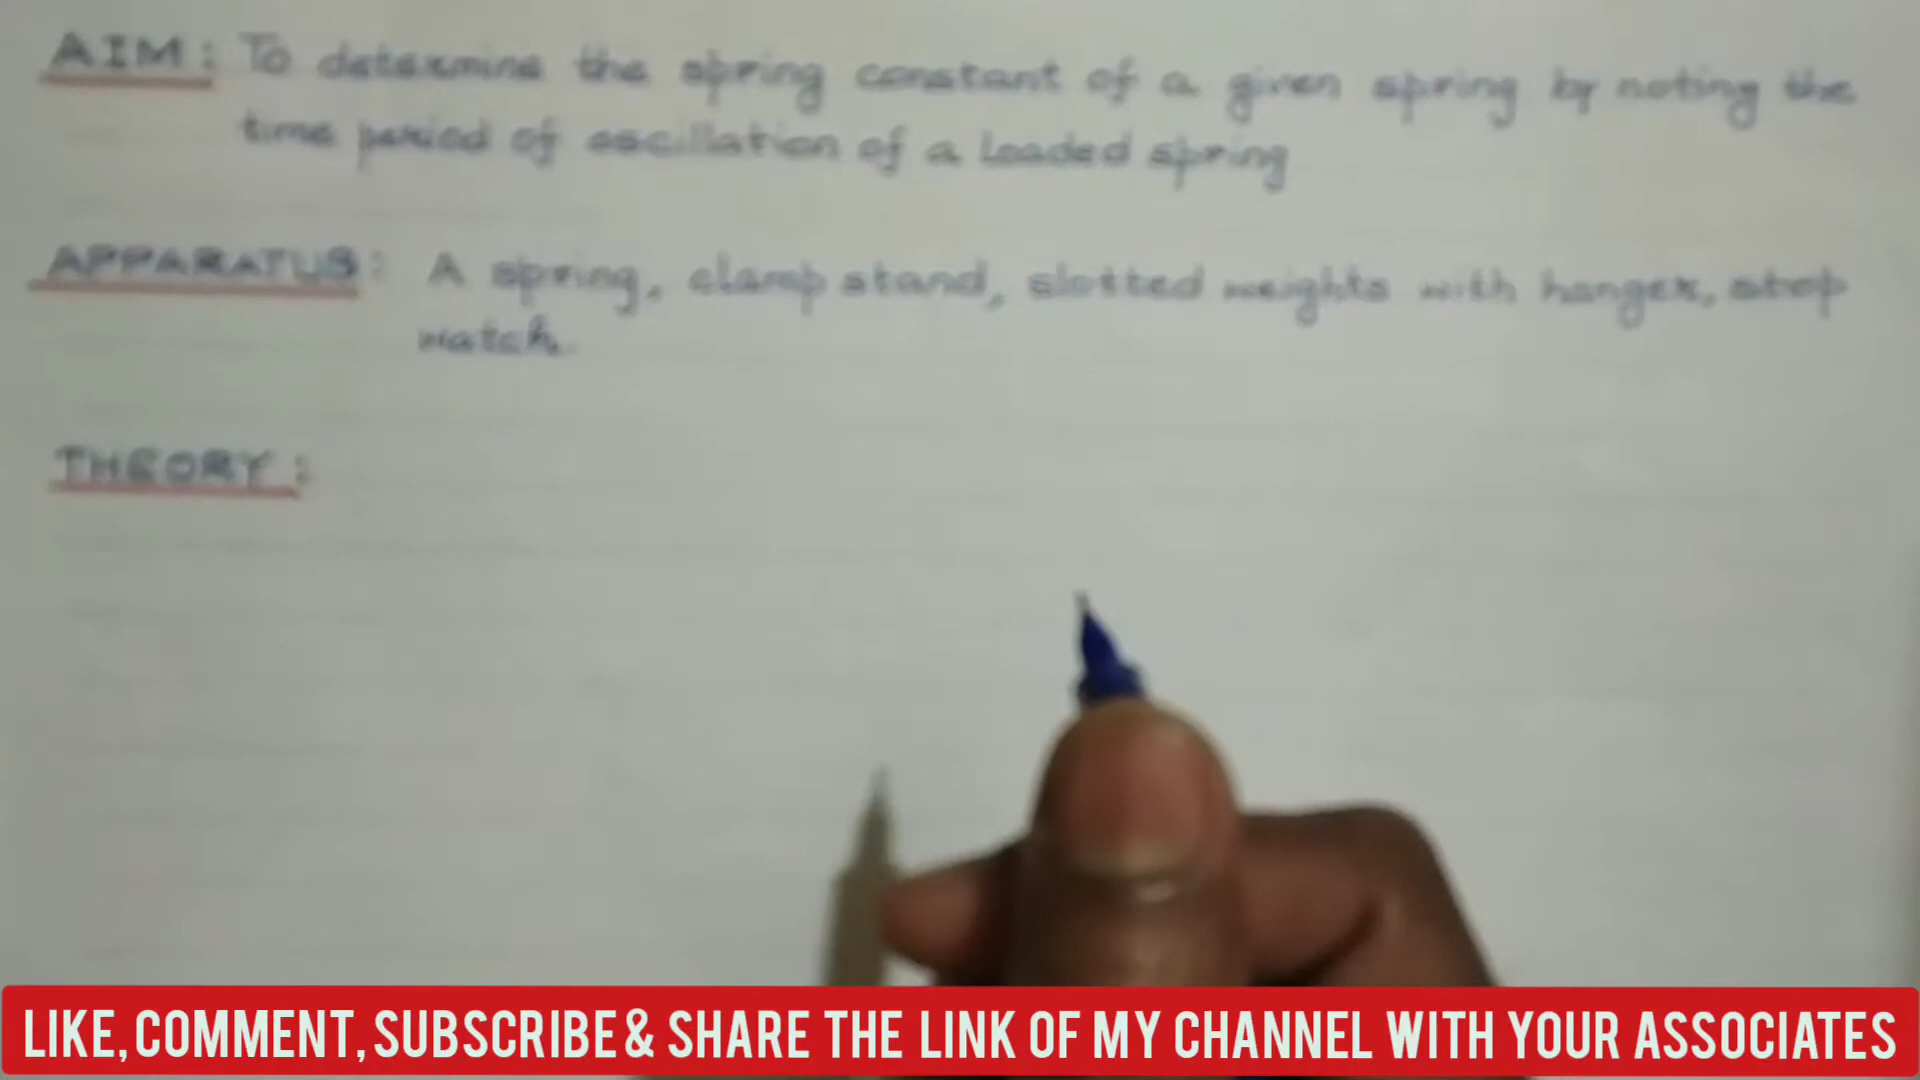 AIM: To determine the spring constant of a given spring by noting the
time period of oscillation of a loaded spring
APPARATUS: A spring, clamp stand, slotted weights with hanger, stop
watch.
THEORY:
LIKE, COMMENT, SUBSCRIBE & SHARE THE LINK OF MY CHANNEL WITH YOUR ASSOCIATES